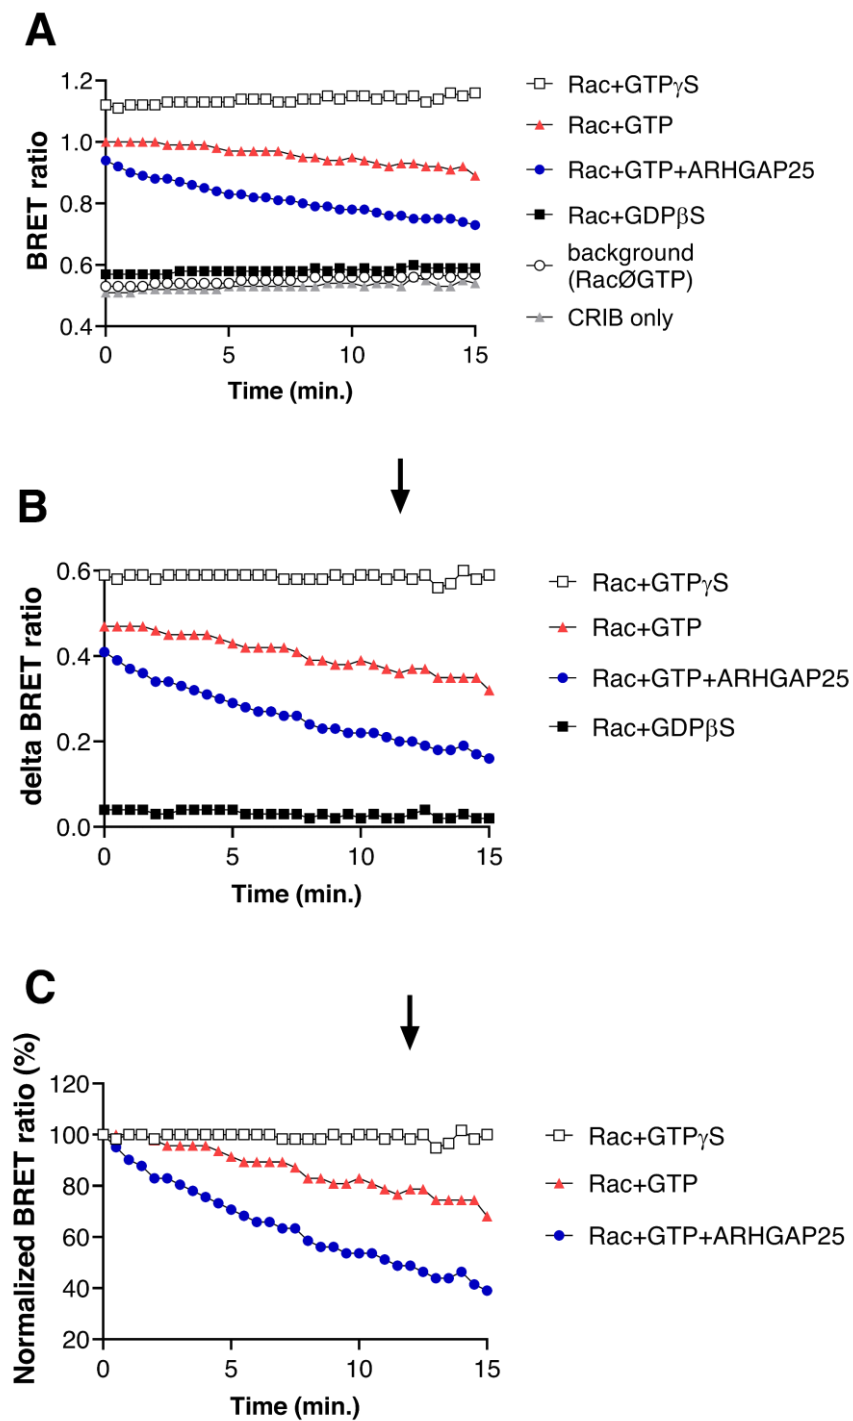 A
BRET ratio
1.2
1.0
0.8
0.6
0.4
0
5
10
15
Time (min.)
Rac+GTPγS
Rac+GTP
Rac+GTP+ARHGAP25
Rac+GDPβS
background
(RacØGTP)
CRIB only
B
delta BRET ratio
0.6
0.4
0.2
0.0
0
5
10
15
Time (min.)
Rac+GTPγS
Rac+GTP
Rac+GTP+ARHGAP25
Rac+GDPβS
C
Normalized BRET ratio (%)
120
100
80
60
40
20
0
5
10
15
Time (min.)
Rac+GTPγS
Rac+GTP
Rac+GTP+ARHGAP25